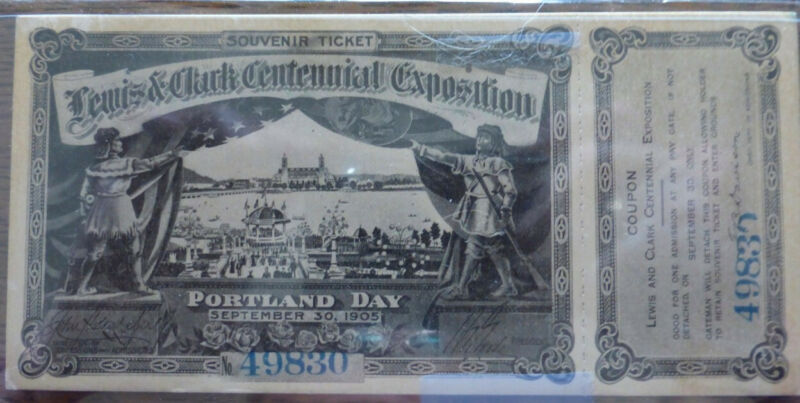 SOUVENIR TICKET
Lewis & Clark Centennial Exposition
PORTLAND DAY
SEPTEMBER 30, 1905
No 49830
COUPON
LEWIS AND CLARK CENTENNIAL EXPOSITION
GOOD FOR ONE ADMISSION AT ANY PAY GATE, IF NOT
DETACHED, ON SEPTEMBER 30 ONLY
GATEMAN WILL DETACH THIS COUPON ALLOWING HOLDER
TO RETAIN SOUVENIR TICKET AND ENTER GROUNDS
49830